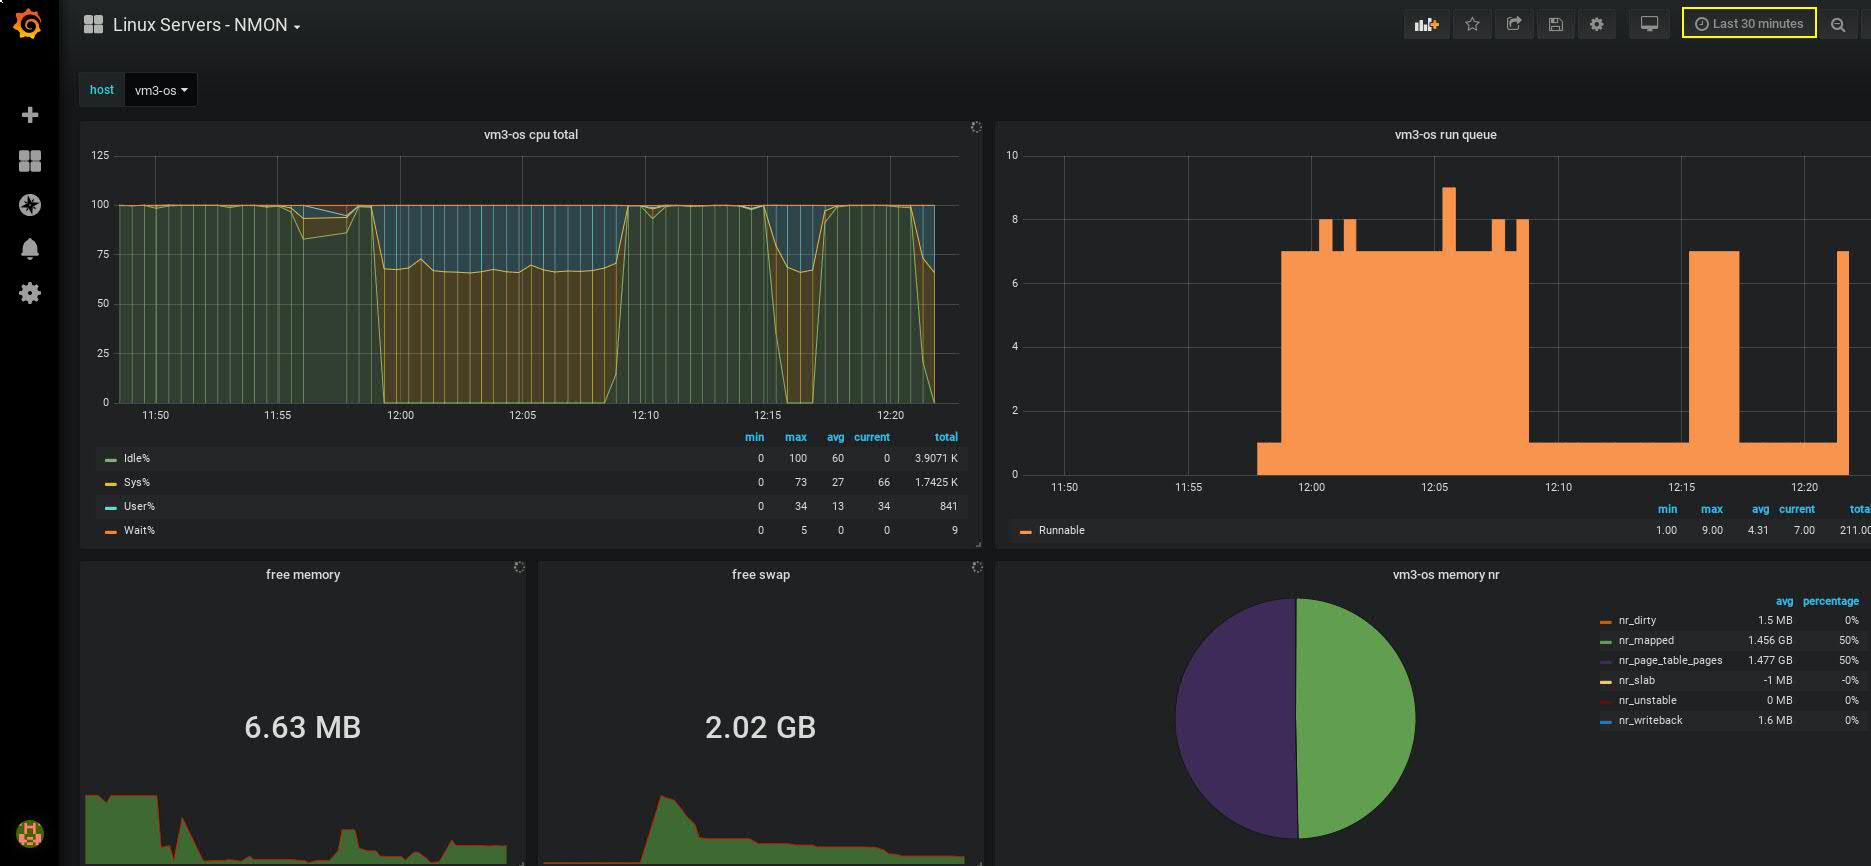 Linux Servers - NMON
Last 30 minutes
host vm3-os
vm3-os cpu total
125
100
75
50
25
0
11:50 11:55 12:00 12:05 12:10 12:15 12:20
min max avg current total
Idle% 0 100 60 0 3.9071 K
Sys% 0 73 27 66 1.7425 K
User% 0 34 13 34 841
Wait% 0 5 0 0 9
vm3-os run queue
10
8
6
4
2
0
11:50 11:55 12:00 12:05 12:10 12:15 12:20
min max avg current tota
Runnable 1.00 9.00 4.31 7.00 211.00
free memory
6.63 MB
free swap
2.02 GB
vm3-os memory nr
avg percentage
nr_dirty 1.5 MB 0%
nr_mapped 1.456 GB 50%
nr_page_table_pages 1.477 GB 50%
nr_slab -1 MB -0%
nr_unstable 0 MB 0%
nr_writeback 1.6 MB 0%